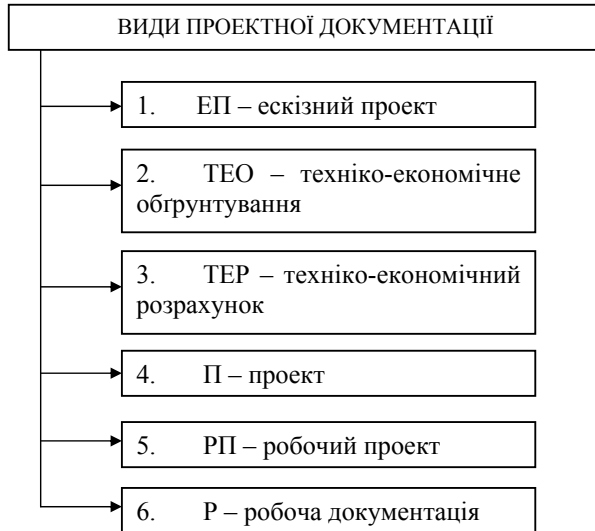 ВИДИ ПРОЕКТНОЇ ДОКУМЕНТАЦІЇ
1. ЕП – ескізний проект
2. ТЕО – техніко-економічне
обґрунтування
3. ТЕР – техніко-економічний
розрахунок
4. П – проект
5. РП – робочий проект
6. Р – робоча документація